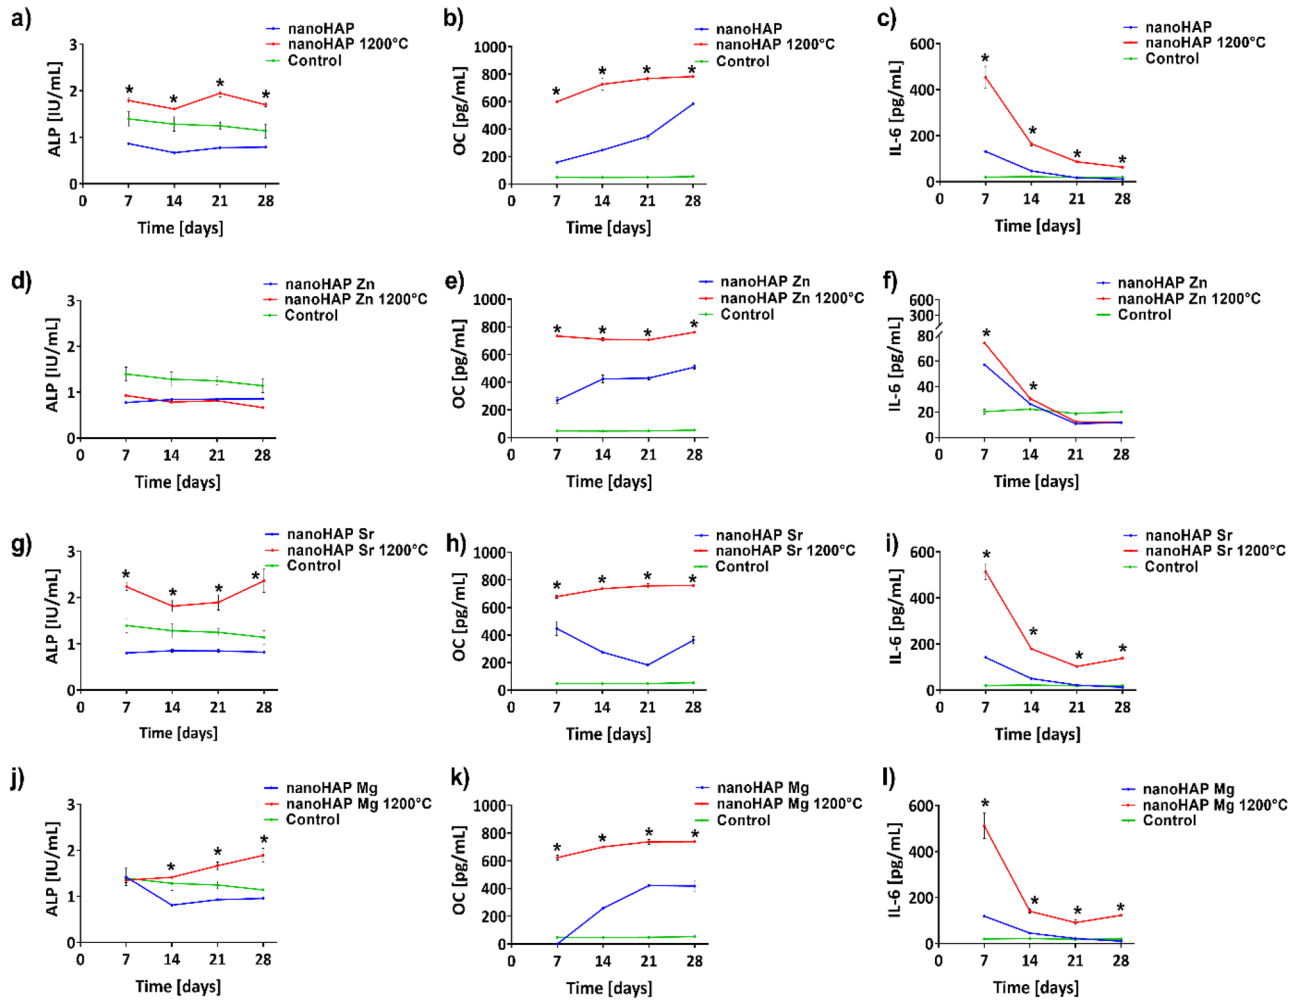 a)
nanoHAP
nanoHAP 1200°C
Control
ALP [IU/mL]
3
*
*
*
*
2
1
0
0 7 14 21 28
Time [days]
b)
nanoHAP
nanoHAP 1200°C
Control
OC [pg/mL]
1000
800
600
400
200
0
*
*
*
*
0 7 14 21 28
Time [days]
c)
nanoHAP
nanoHAP 1200°C
Control
IL-6 [pg/mL]
600
400
200
0
*
*
*
*
0 7 14 21 28
Time [days]
d)
nanoHAP Zn
nanoHAP Zn 1200°C
Control
ALP [IU/mL]
3
2
1
0
0 7 14 21 28
Time [days]
e)
nanoHAP Zn
nanoHAP Zn 1200°C
Control
OC [pg/mL]
1000
800
600
400
200
0
*
*
*
*
0 7 14 21 28
Time [days]
f)
nanoHAP Zn
nanoHAP Zn 1200°C
Control
IL-6 [pg/mL]
600
300
80
60
40
20
0
*
*
0 7 14 21 28
Time [days]
g)
nanoHAP Sr
nanoHAP Sr 1200°C
Control
ALP [IU/mL]
3
2
1
0
*
*
*
*
0 7 14 21 28
Time [days]
h)
nanoHAP Sr
nanoHAP Sr 1200°C
Control
OC [pg/mL]
1000
800
600
400
200
0
*
*
*
*
0 7 14 21 28
Time [days]
i)
nanoHAP Sr
nanoHAP Sr 1200°C
Control
IL-6 [pg/mL]
600
400
200
0
*
*
*
*
0 7 14 21 28
Time [days]
j)
nanoHAP Mg
nanoHAP Mg 1200°C
Control
ALP [IU/mL]
3
2
1
0
*
*
*
0 7 14 21 28
Time [days]
k)
nanoHAP Mg
nanoHAP Mg 1200°C
Control
OC [pg/mL]
1000
800
600
400
200
0
*
*
*
*
0 7 14 21 28
Time [days]
l)
nanoHAP Mg
nanoHAP Mg 1200°C
Control
IL-6 [pg/mL]
600
400
200
0
*
*
*
*
0 7 14 21 28
Time [days]